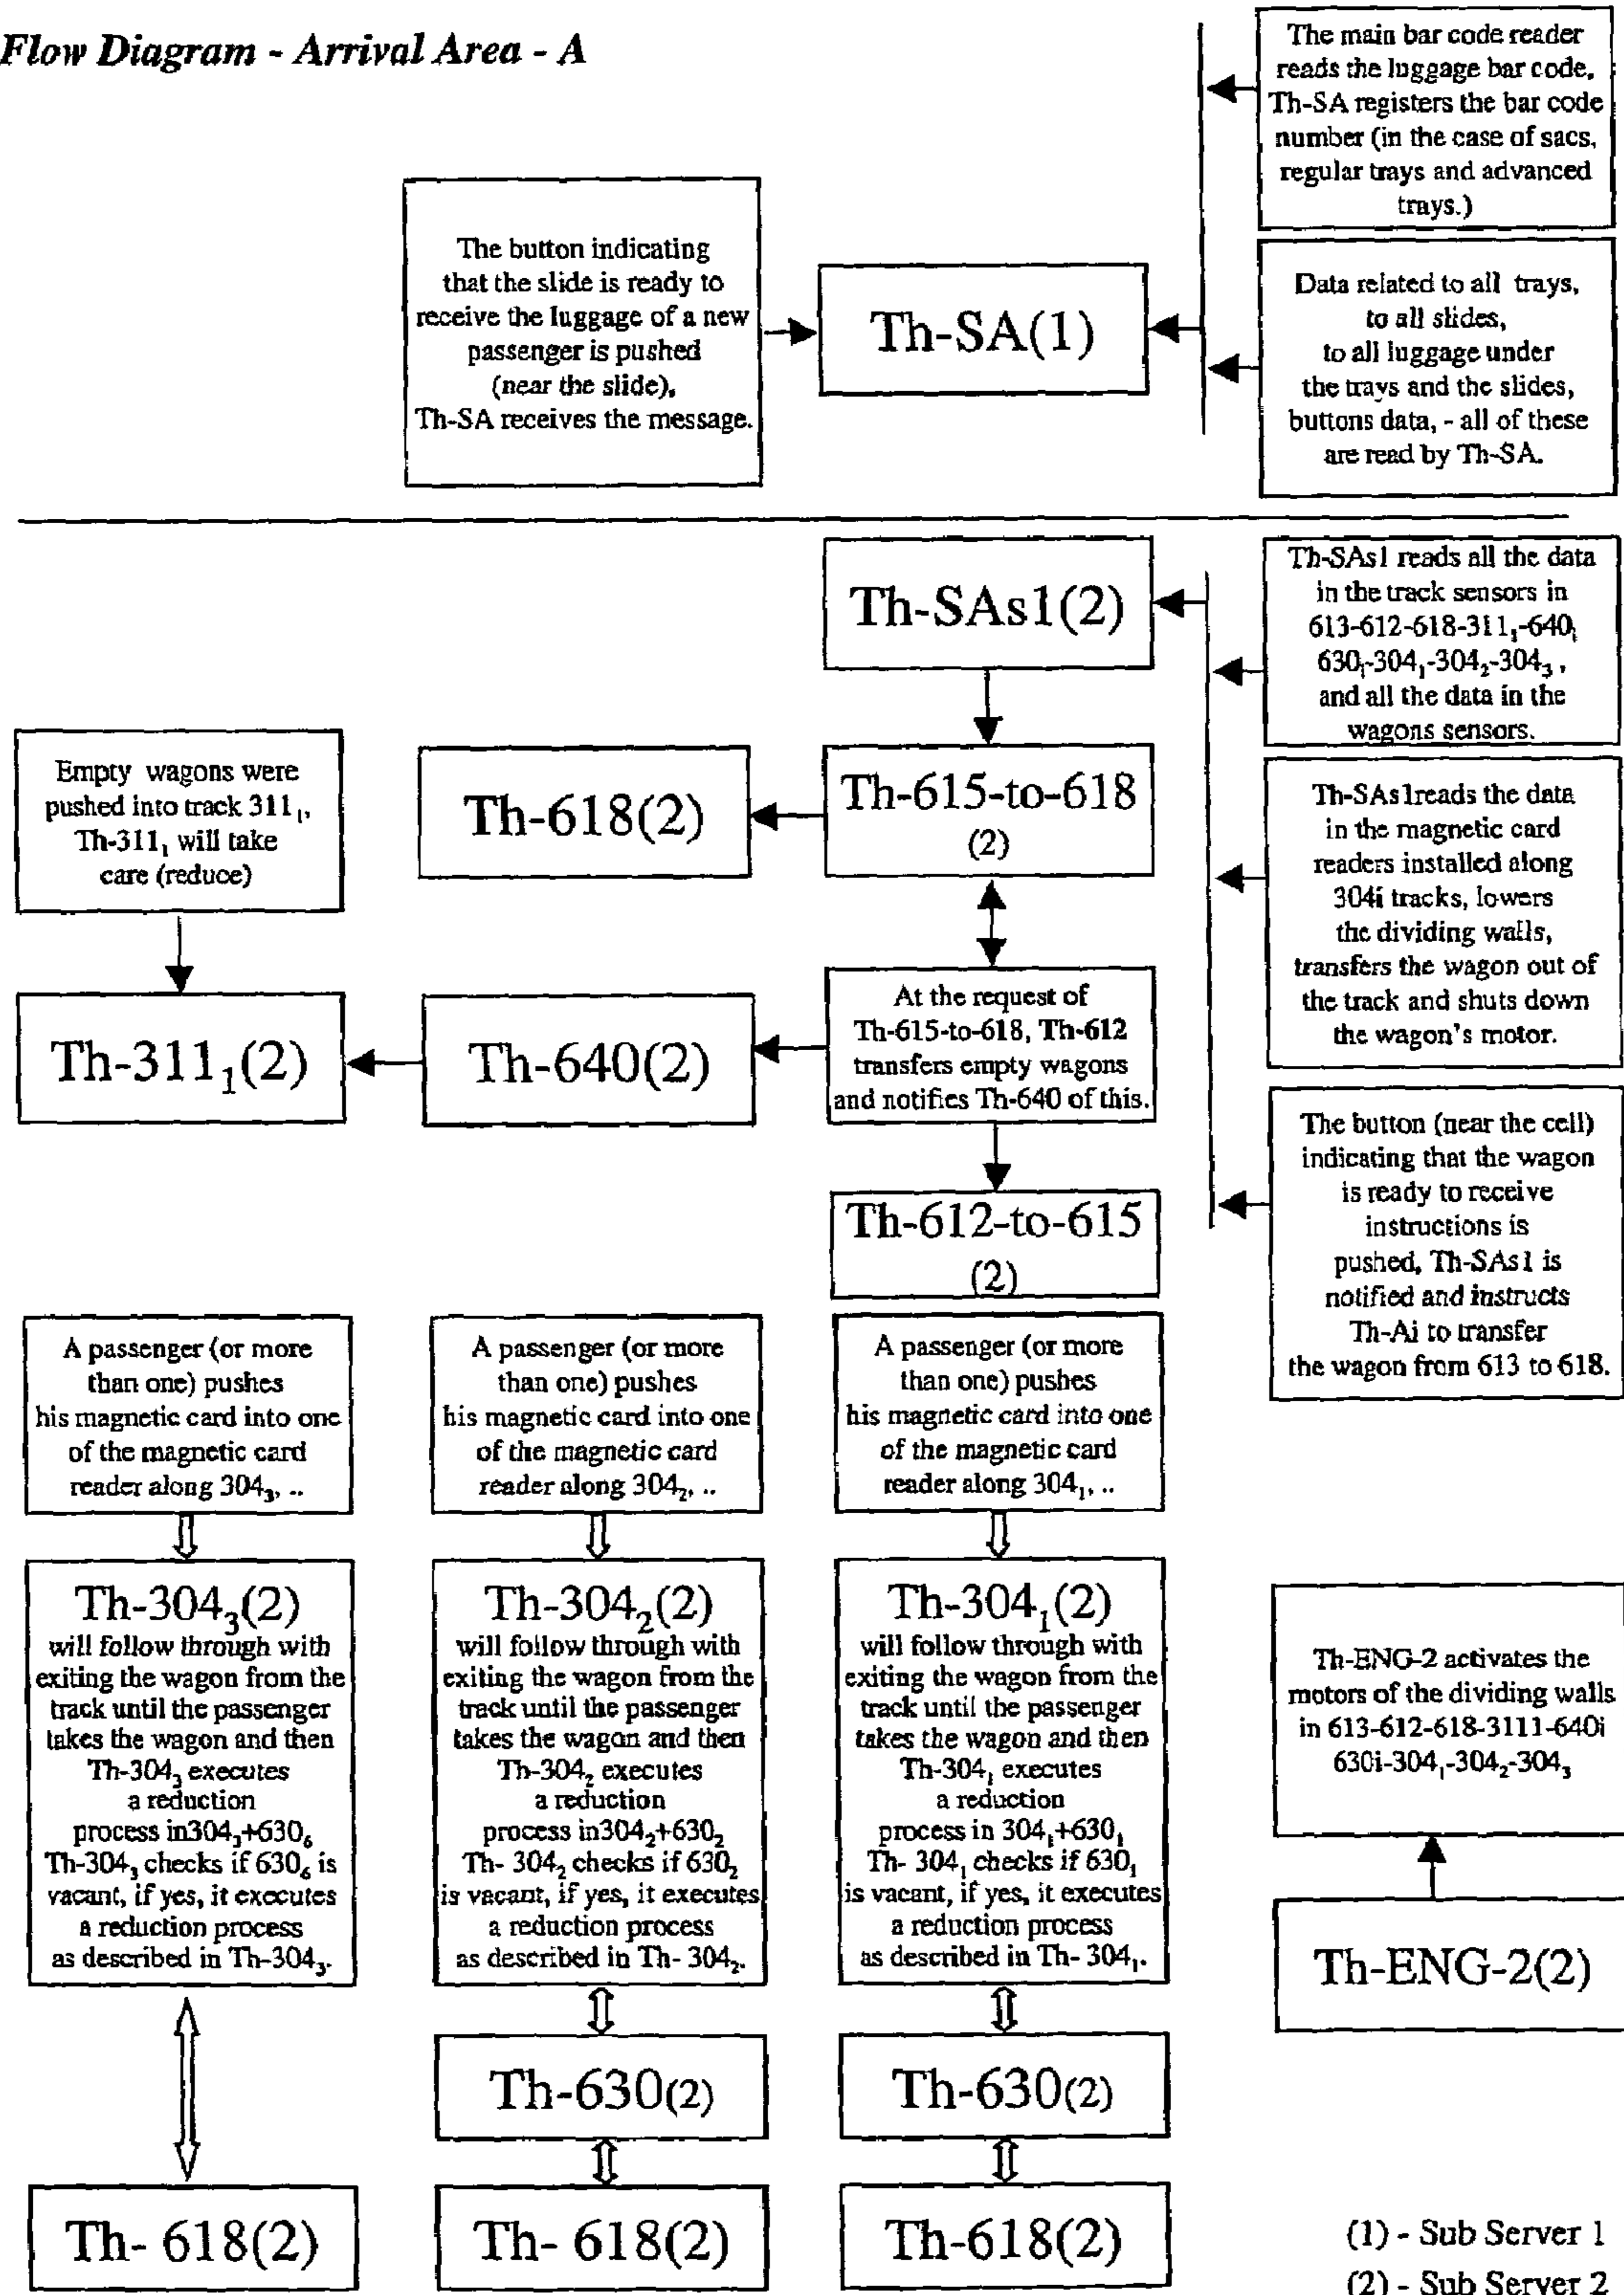 Flow Diagram - Arrival Area - A
The main bar code reader
reads the luggage bar code,
Th-SA registers the bar code
number (in the case of sacs,
regular trays and advanced
trays.)
The button indicating
that the slide is ready to
receive the luggage of a new
passenger is pushed
(near the slide),
Th-SA receives the message.
Th-SA(1)
Data related to all trays,
to all slides,
to all luggage under
the trays and the slides,
buttons data, - all of these
are read by Th-SA.
Th-SAs1(2)
Th-SAs1 reads all the data
in the track sensors in
613-612-618-311₁-640ᵢ
630ᵢ-304₁-304₂-304₃ ,
and all the data in the
wagons sensors.
Empty wagons were
pushed into track 311₁,
Th-311₁ will take
care (reduce)
Th-618(2)
Th-615-to-618
(2)
Th-SAs1reads the data
in the magnetic card
readers installed along
304i tracks, lowers
the dividing walls,
transfers the wagon out of
the track and shuts down
the wagon's motor.
Th-311₁(2)
Th-640(2)
At the request of
Th-615-to-618, Th-612
transfers empty wagons
and notifies Th-640 of this.
The button (near the cell)
indicating that the wagon
is ready to receive
instructions is
pushed, Th-SAs1 is
notified and instructs
Th-Ai to transfer
the wagon from 613 to 618.
Th-612-to-615
(2)
A passenger (or more
than one) pushes
his magnetic card into one
of the magnetic card
reader along 304₃, ..
A passenger (or more
than one) pushes
his magnetic card into one
of the magnetic card
reader along 304₂, ..
A passenger (or more
than one) pushes
his magnetic card into one
of the magnetic card
reader along 304₁, ..
Th-304₃(2)
will follow through with
exiting the wagon from the
track until the passenger
takes the wagon and then
Th-304₃ executes
a reduction
process in304₃+630₆
Th-304₃ checks if 630₆ is
vacant, if yes, it executes
a reduction process
as described in Th-304₃.
Th-304₂(2)
will follow through with
exiting the wagon from the
track until the passenger
takes the wagon and then
Th-304₂ executes
a reduction
process in304₂+630₂
Th- 304₂ checks if 630₂
is vacant, if yes, it executes
a reduction process
as described in Th- 304₂.
Th-304₁(2)
will follow through with
exiting the wagon from the
track until the passenger
takes the wagon and then
Th-304₁ executes
a reduction
process in 304₁+630₁
Th- 304₁ checks if 630₁
is vacant, if yes, it executes
a reduction process
as described in Th- 304₁.
Th-ENG-2 activates the
motors of the dividing walls
in 613-612-618-3111-640i
630i-304₁-304₂-304₃
Th-ENG-2(2)
Th-630(2)
Th-630(2)
Th- 618(2)
Th- 618(2)
Th-618(2)
(1) - Sub Server 1
(2) - Sub Server 2